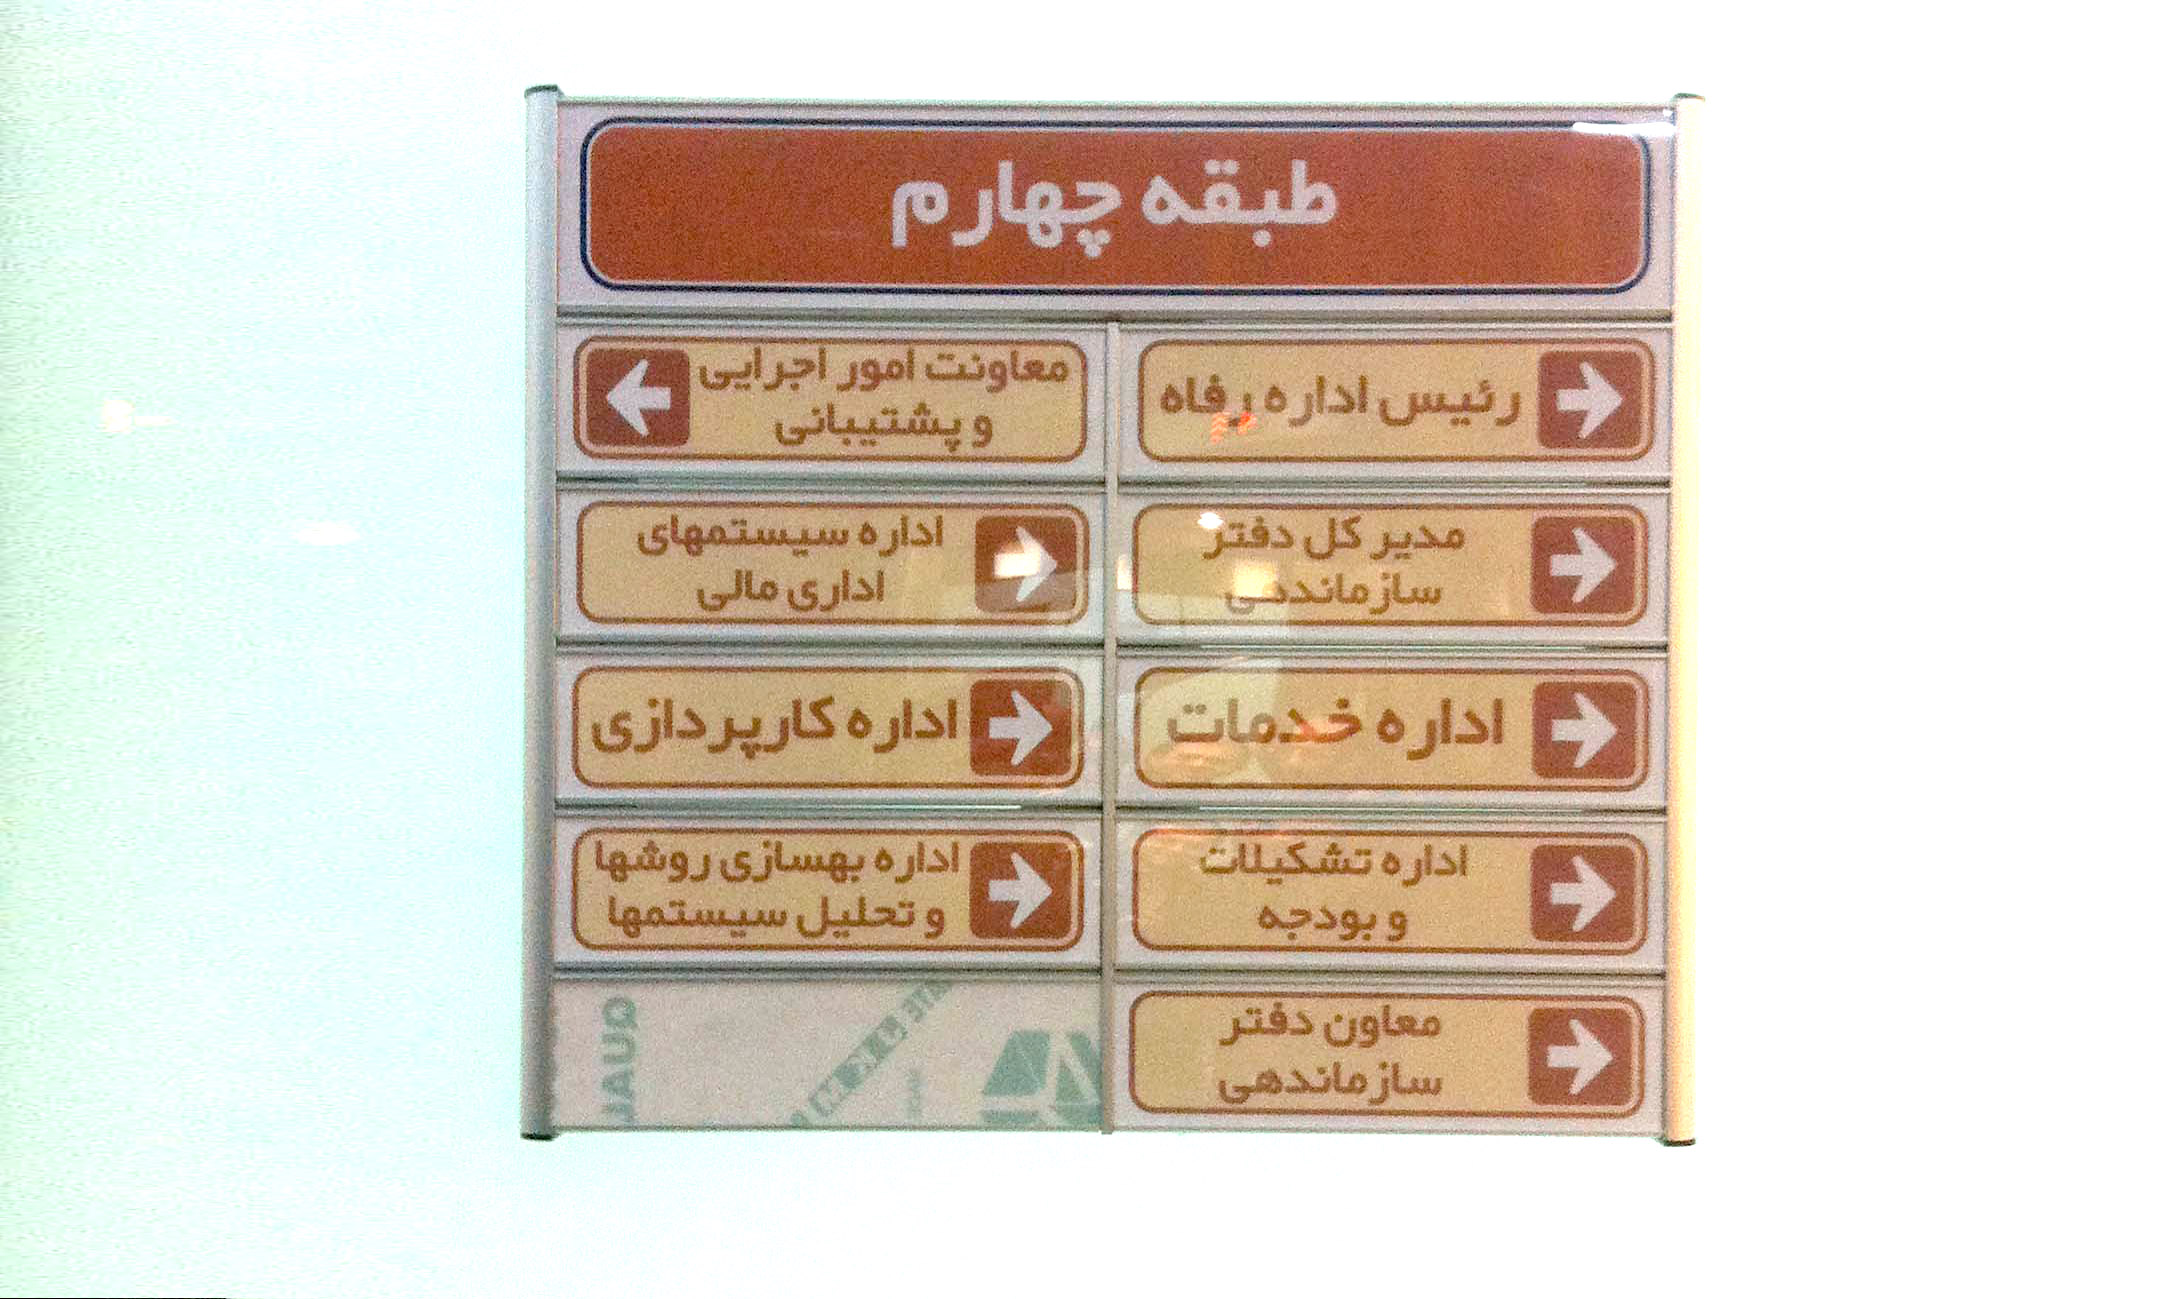 طبقه چهارم
رئیس اداره رفاه
معاونت امور اجرایی
و پشتیبانی
مدیر کل دفتر
سازماندهی
اداره سیستمهای
اداری مالی
اداره خدمات
اداره کارپردازی
اداره تشکیلات
و بودجه
اداره بهسازی روشها
و تحلیل سیستمها
معاون دفتر
سازماندهی